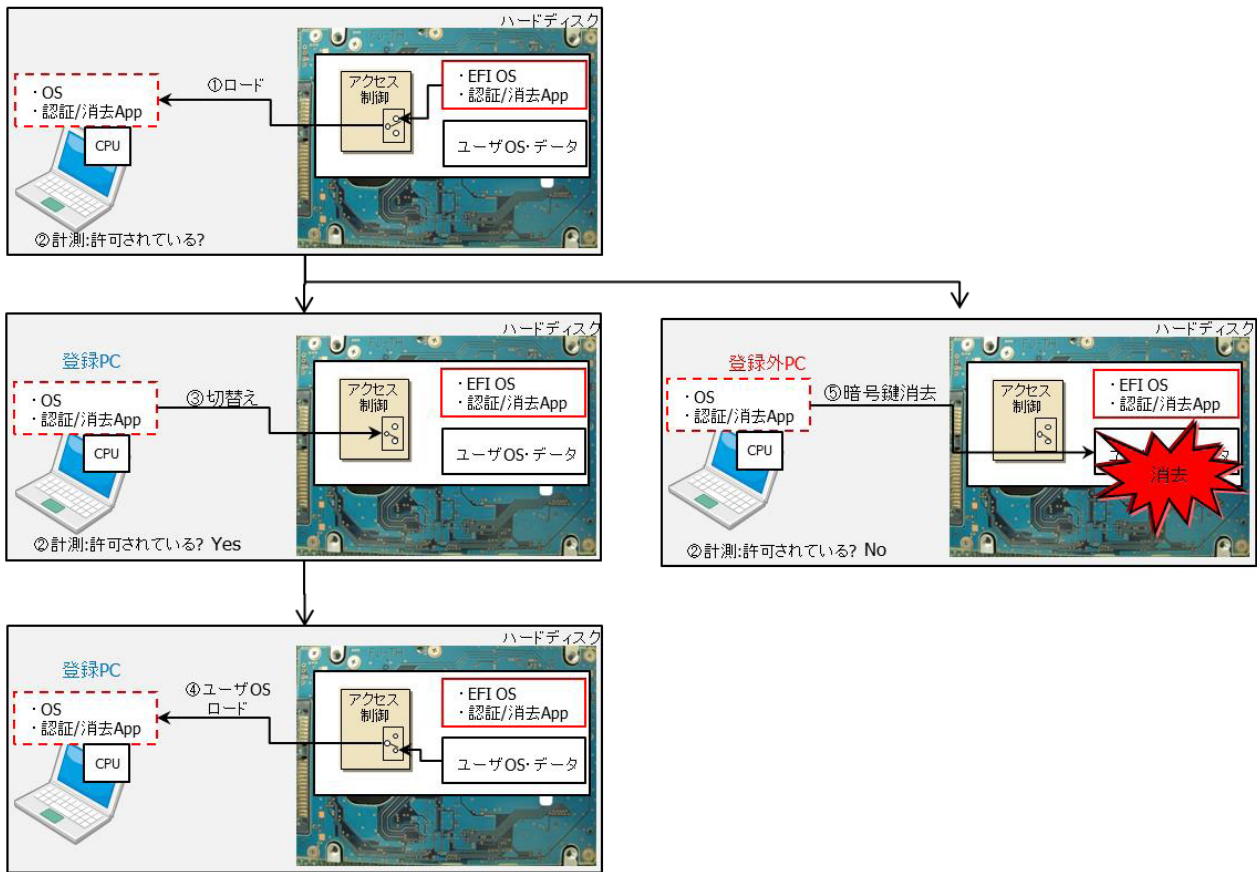 ハードディスク
①ロード
・OS
・認証/消去App
CPU
アクセス
制御
・EFI OS
・認証/消去App
ユーザOS・データ
②計測:許可されている?
ハードディスク
登録PC
・OS
・認証/消去App
CPU
③切替え
アクセス
制御
・EFI OS
・認証/消去App
ユーザOS・データ
②計測:許可されている? Yes
ハードディスク
登録外PC
・OS
・認証/消去App
CPU
⑤暗号鍵消去
アクセス
制御
・EFI OS
・認証/消去App
消去
②計測:許可されている? No
ハードディスク
登録PC
・OS
・認証/消去App
CPU
④ユーザOS
ロード
アクセス
制御
・EFI OS
・認証/消去App
ユーザOS・データ